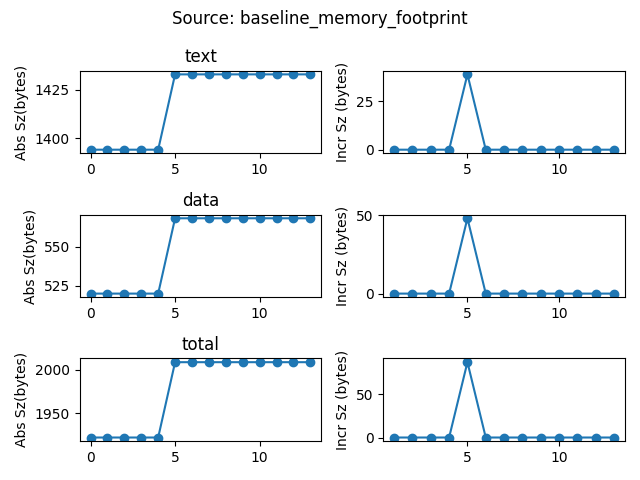 Source: baseline_memory_footprint
text
Abs Sz(bytes)
1425
1400
0 5 10
Incr Sz (bytes)
25
0
5 10
data
Abs Sz(bytes)
550
525
0 5 10
Incr Sz (bytes)
50
0
5 10
total
Abs Sz(bytes)
2000
1950
0 5 10
Incr Sz (bytes)
50
0
5 10